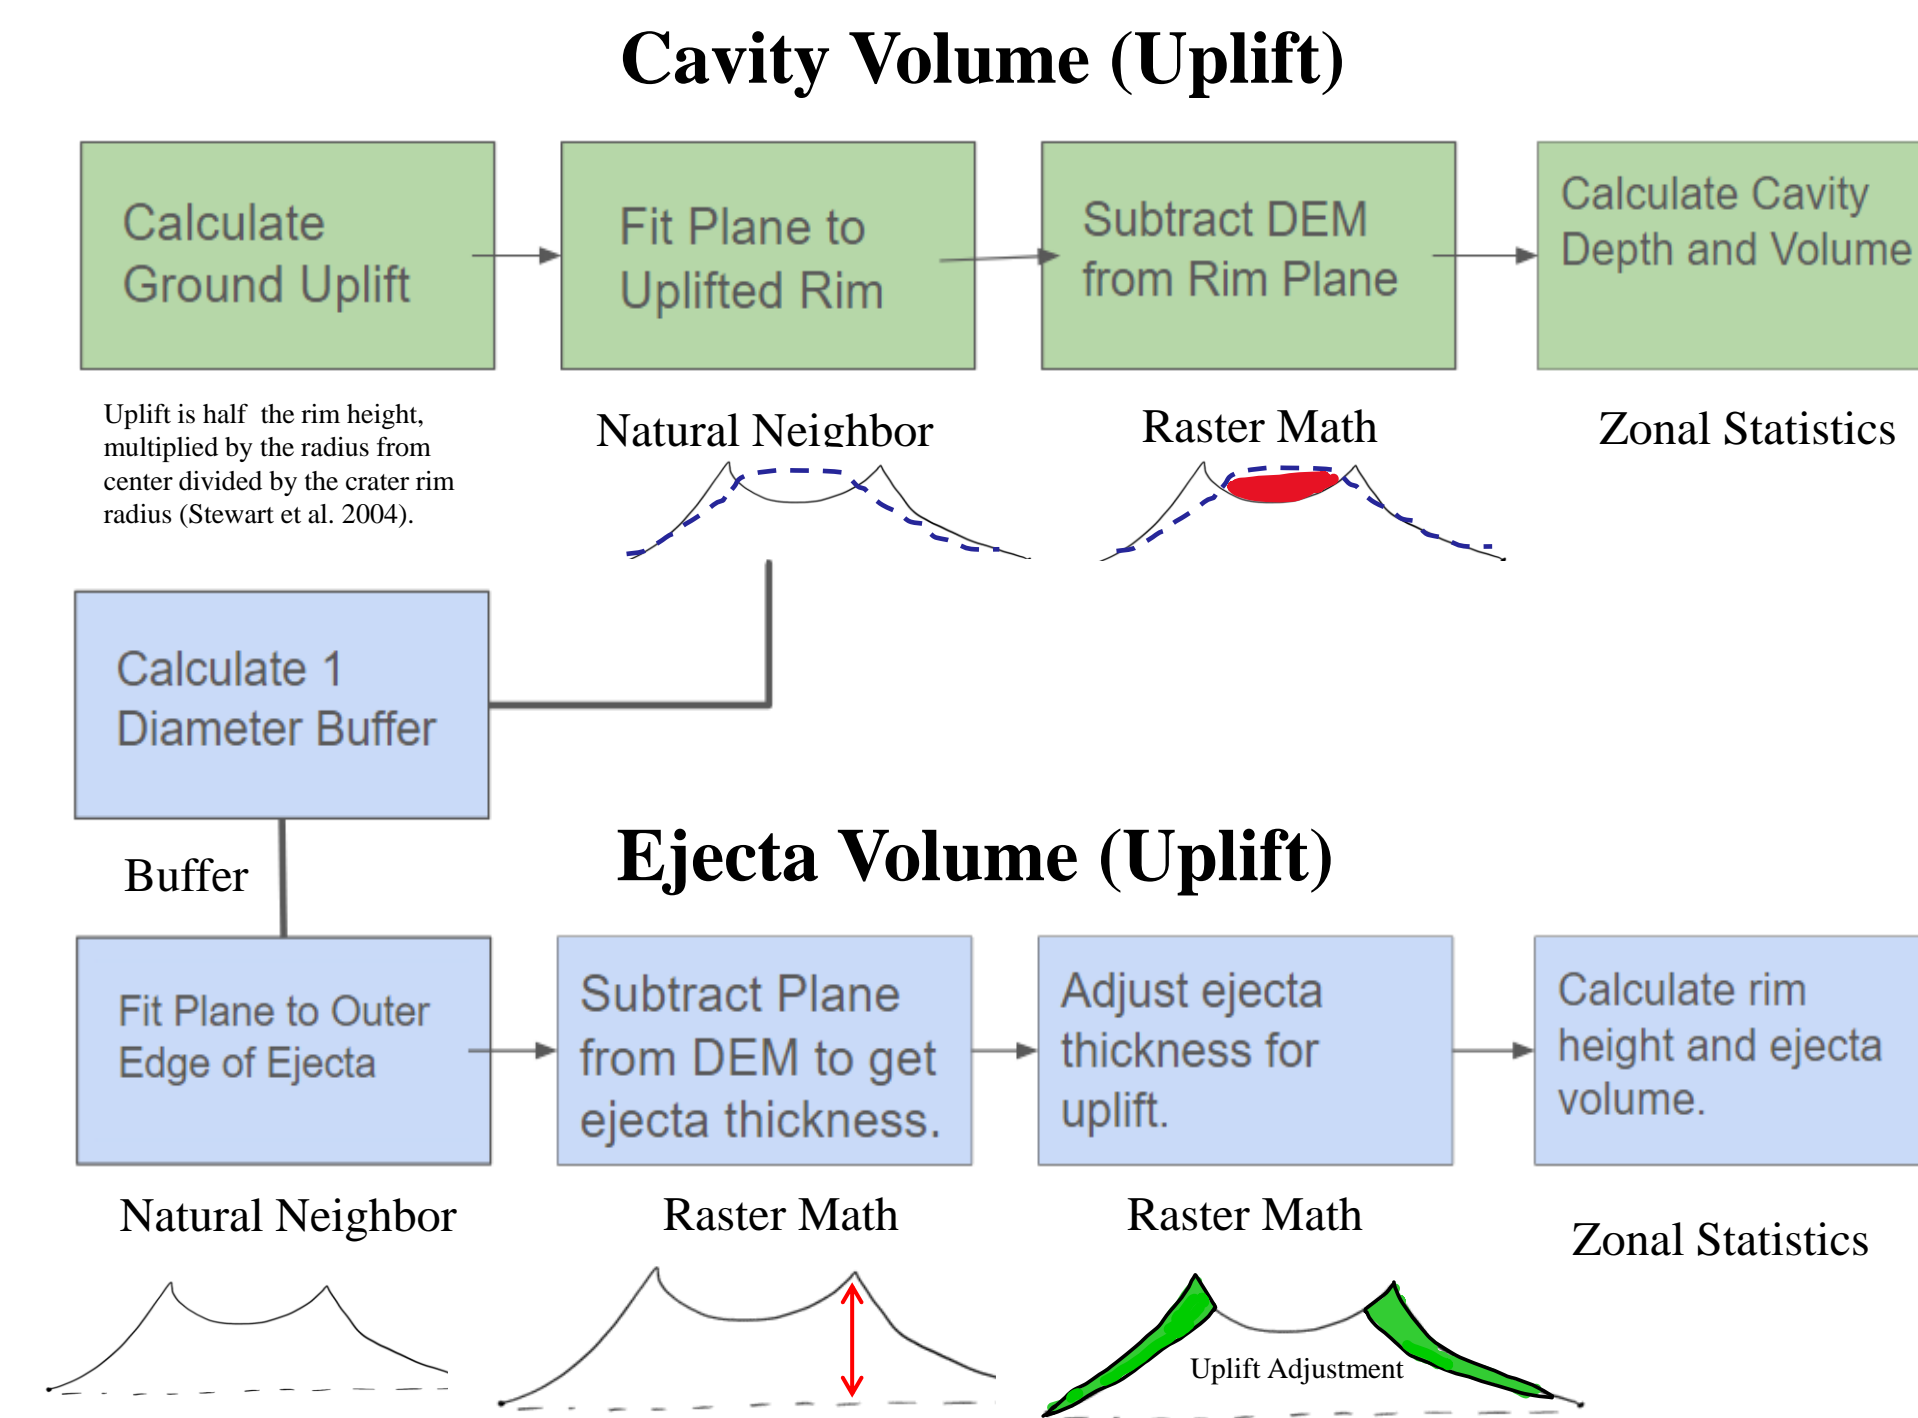 Cavity Volume (Uplift)
Calculate
Ground Uplift
Fit Plane to
Uplifted Rim
Subtract DEM
from Rim Plane
Calculate Cavity
Depth and Volume
Uplift is half  the rim height,
multiplied by the radius from
center divided by the crater rim
radius (Stewart et al. 2004).
Natural Neighbor
Raster Math
Zonal Statistics
Calculate 1
Diameter Buffer
Buffer
Ejecta Volume (Uplift)
Fit Plane to Outer
Edge of Ejecta
Subtract Plane
from DEM to get
ejecta thickness.
Adjust ejecta
thickness for
uplift.
Calculate rim
height and ejecta
volume.
Natural Neighbor
Raster Math
Raster Math
Zonal Statistics
Uplift Adjustment